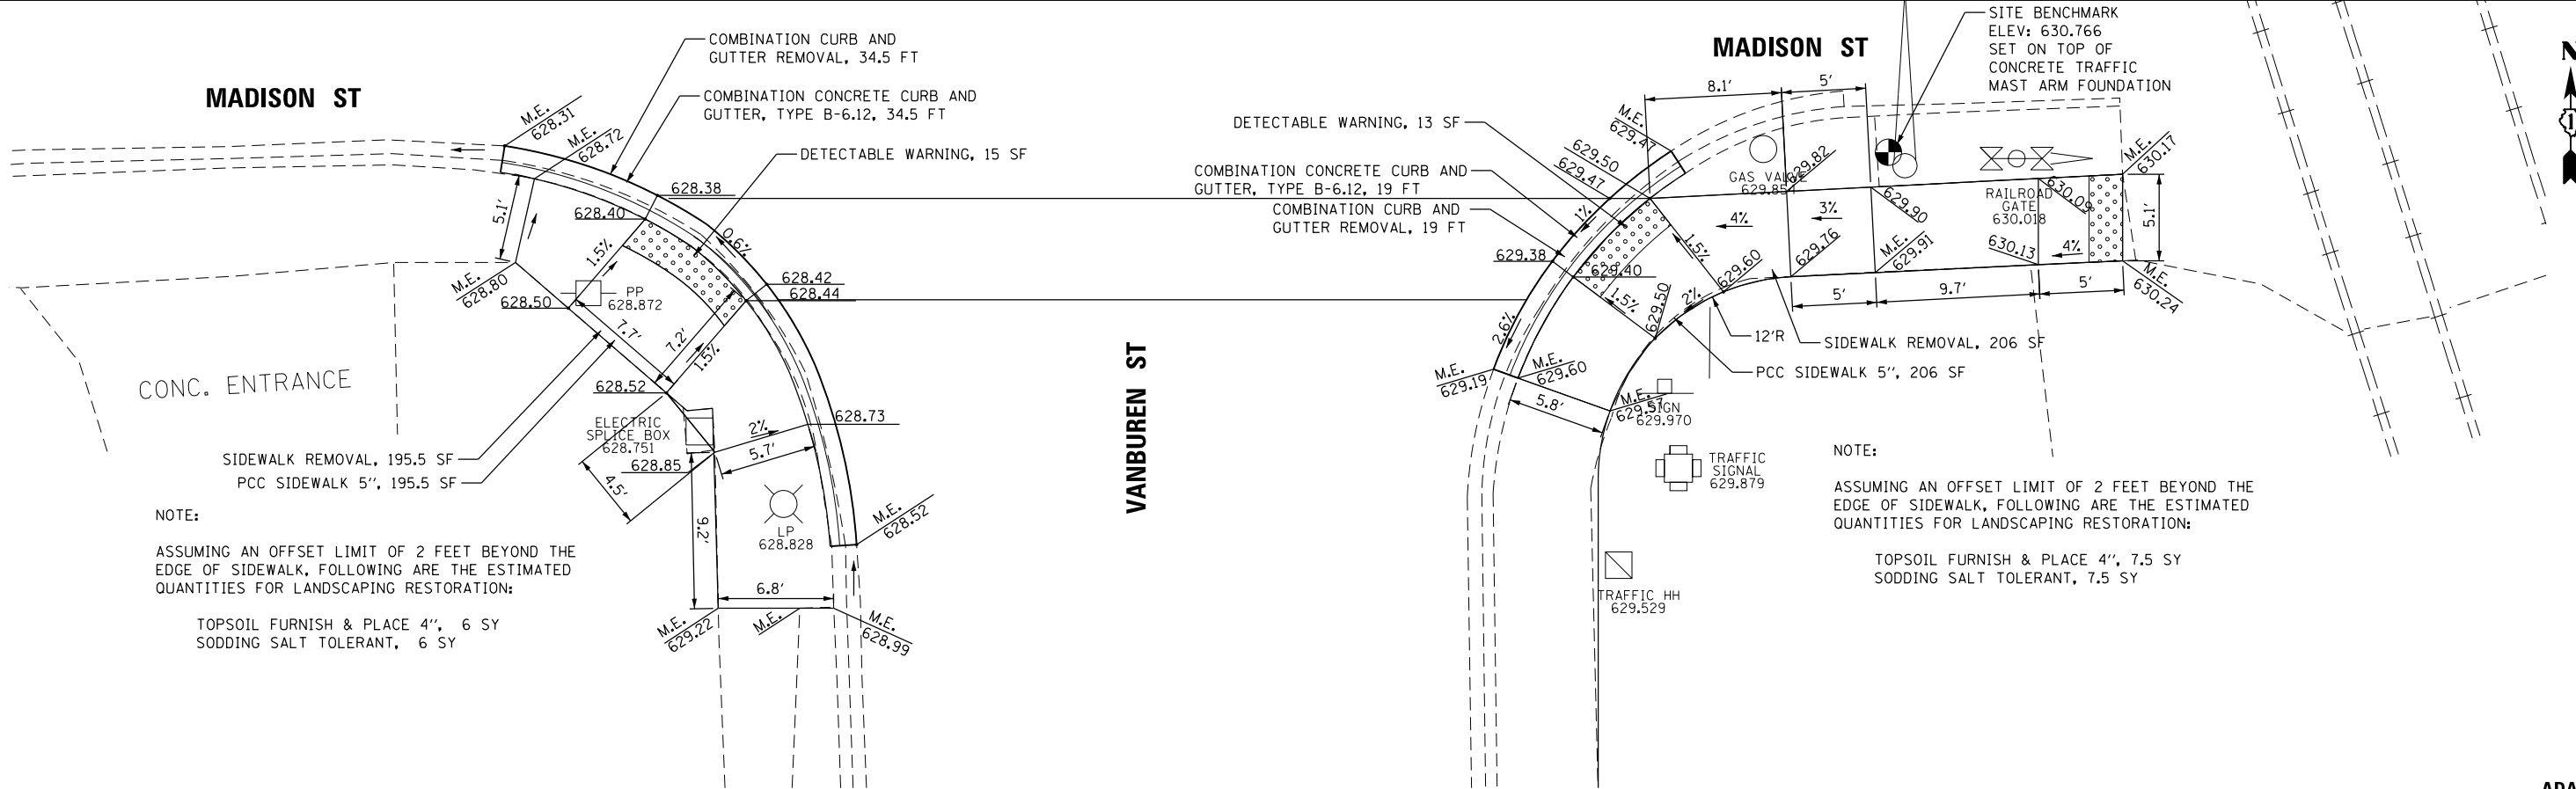 MADISON ST
COMBINATION CURB AND
GUTTER REMOVAL, 34.5 FT
COMBINATION CONCRETE CURB AND
GUTTER, TYPE B-6.12, 34.5 FT
DETECTABLE WARNING, 15 SF
M.E.
628.31
M.E.
628.72
628.38
628.40
5.1'
1.5%
0.6%
628.42
628.44
M.E.
628.80
628.50
PP
628.872
7.7'
7.2'
1.5%
CONC. ENTRANCE
628.52
ELECTRIC
SPLICE BOX
628.751
628.73
2%
5.7'
628.85
4.5'
SIDEWALK REMOVAL, 195.5 SF
PCC SIDEWALK 5", 195.5 SF
9.2'
LP
628.828
M.E.
628.52
6.8'
M.E.
629.22
M.E.
M.E.
628.99
NOTE:
ASSUMING AN OFFSET LIMIT OF 2 FEET BEYOND THE
EDGE OF SIDEWALK, FOLLOWING ARE THE ESTIMATED
QUANTITIES FOR LANDSCAPING RESTORATION:
TOPSOIL FURNISH & PLACE 4", 6 SY
SODDING SALT TOLERANT, 6 SY
VANBUREN ST
MADISON ST
SITE BENCHMARK
ELEV: 630.766
SET ON TOP OF
CONCRETE TRAFFIC
MAST ARM FOUNDATION
N
8.1'
5'
DETECTABLE WARNING, 13 SF
M.E.
629.47
629.50
629.47
COMBINATION CONCRETE CURB AND
GUTTER, TYPE B-6.12, 19 FT
COMBINATION CURB AND
GUTTER REMOVAL, 19 FT
GAS VALVE
629.854
629.82
M.E.
630.17
RAILROAD
GATE
630.018
630.09
629.90
5.1'
1%
4%
3%
1.5%
629.38
629.40
629.60
629.76
M.E.
629.91
630.13
4%
1.5%
629.50
2%
5'
9.7'
5'
M.E.
630.24
2.6%
12'R
SIDEWALK REMOVAL, 206 SF
PCC SIDEWALK 5", 206 SF
M.E.
629.19
M.E.
629.60
5.8'
M.E.
629.57
SIGN
629.970
TRAFFIC
SIGNAL
629.879
TRAFFIC HH
629.529
NOTE:
ASSUMING AN OFFSET LIMIT OF 2 FEET BEYOND THE
EDGE OF SIDEWALK, FOLLOWING ARE THE ESTIMATED
QUANTITIES FOR LANDSCAPING RESTORATION:
TOPSOIL FURNISH & PLACE 4", 7.5 SY
SODDING SALT TOLERANT, 7.5 SY